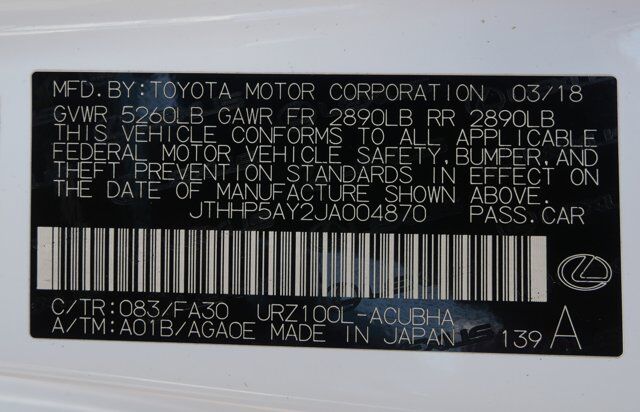 MFD.BY:TOYOTA MOTOR CORPORATION 03/18
GVWR 5260LB GAWR FR 2890LB RR 2890LB
THIS VEHICLE CONFORMS TO ALL APPLICABLE
FEDERAL MOTOR VEHICLE SAFETY, BUMPER, AND
THEFT PREVENTION STANDARDS IN EFFECT ON
THE DATE OF MANUFACTURE SHOWN ABOVE.
JTHHP5AY2JA004870 PASS.CAR
C/TR:083/FA30 URZ100L-ACUBHA
A/TM:A01B/AGA0E MADE IN JAPAN 139 A